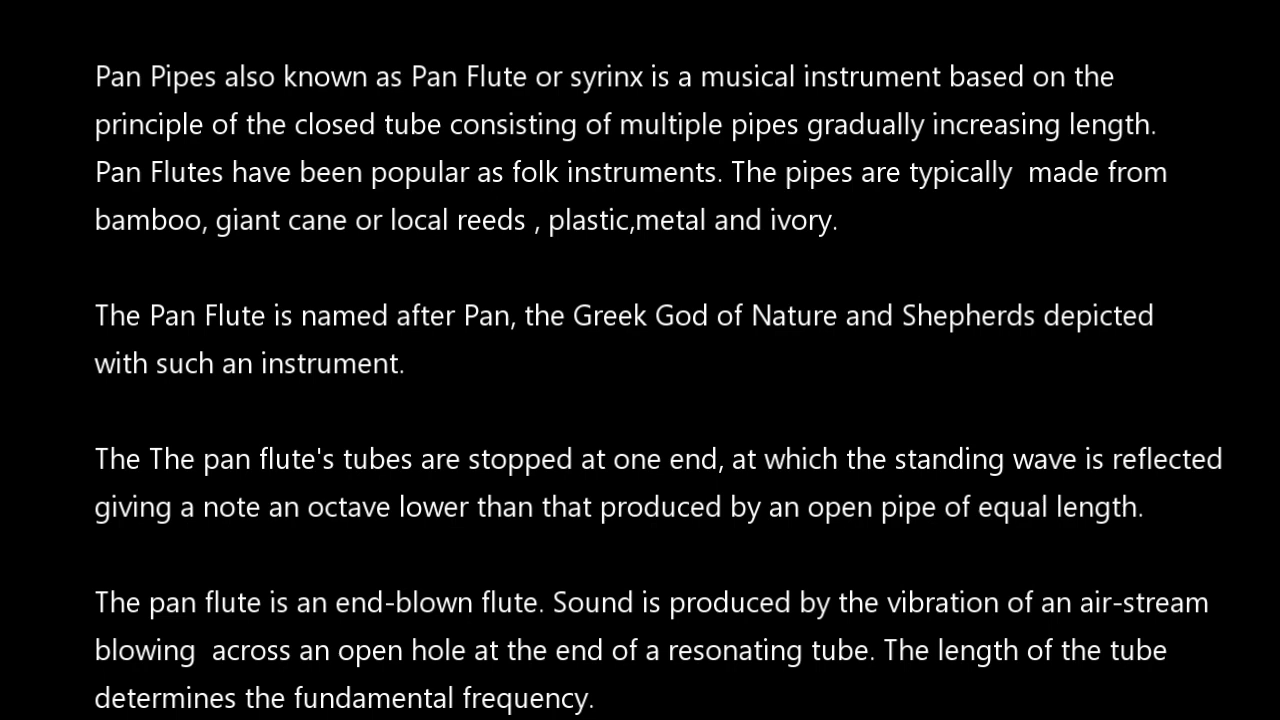 Pan Pipes also known as Pan Flute or syrinx is a musical instrument based on the
principle of the closed tube consisting of multiple pipes gradually increasing length.
Pan Flutes have been popular as folk instruments. The pipes are typically  made from
bamboo, giant cane or local reeds , plastic,metal and ivory.
The Pan Flute is named after Pan, the Greek God of Nature and Shepherds depicted
with such an instrument.
The The pan flute's tubes are stopped at one end, at which the standing wave is reflected
giving a note an octave lower than that produced by an open pipe of equal length.
The pan flute is an end-blown flute. Sound is produced by the vibration of an air-stream
blowing  across an open hole at the end of a resonating tube. The length of the tube
determines the fundamental frequency.